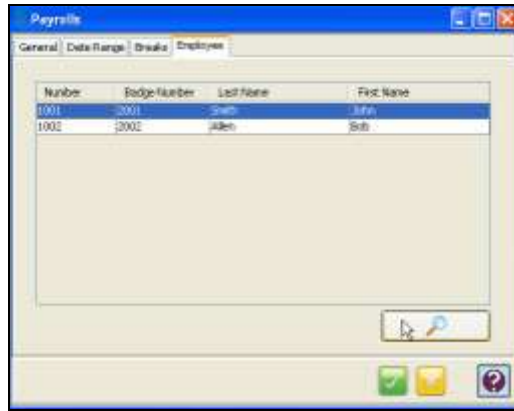 Payrolls
General Date Range Breaks Employee
Number Badge Number Last Name First Name
1001 2001 Smith John
1002 2002 Allen Bob